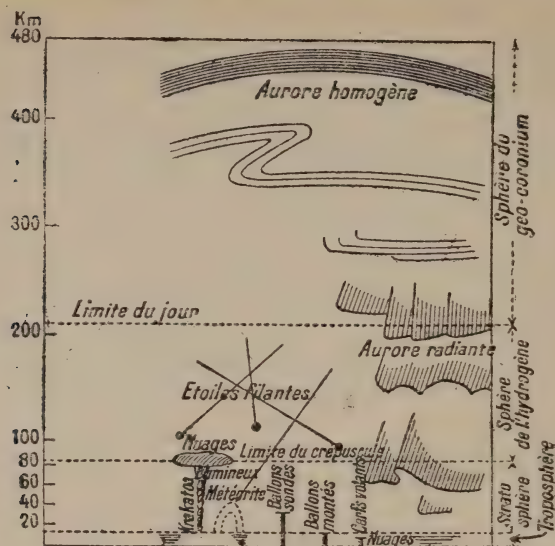 Km
480
400
300
200
100
80
60
40
20
Aurore homogène
Limite du jour
Aurore radiante
Etoiles filantes
Nuages
Limite du crépuscule
lumineux
Krakatoa
Météorite
Ballons
sondes
Ballons
montés
Cerfs volants
Nuages
Sphère du
géo-coronium
Sphère
de l'hydrogène
Strato
sphère
Troposphère